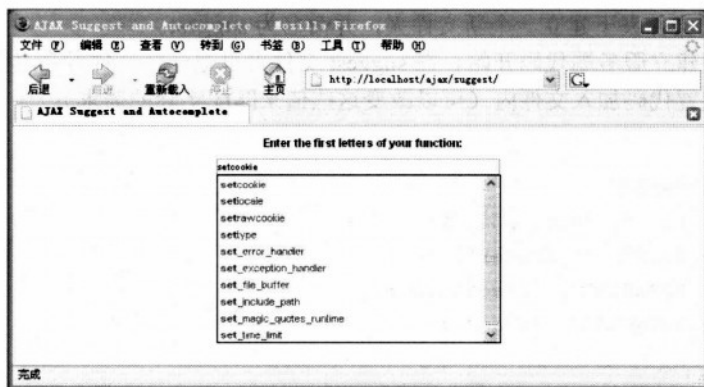 AJAX Suggest and Autocomplete - Mozilla Firefox
文件 (F) 编辑 (E) 查看 (V) 转到 (G) 书签 (B) 工具 (T) 帮助 (H)
后退 前进 重新载入 停止 主页 http://localhost/ajax/suggest/ G
AJAX Suggest and Autocomplete
Enter the first letters of your function:
setcookie
setcookie
setlocale
setrawcookie
settype
set_error_handler
set_exception_handler
set_file_buffer
set_include_path
set_magic_quotes_runtime
set_time_limit
完成